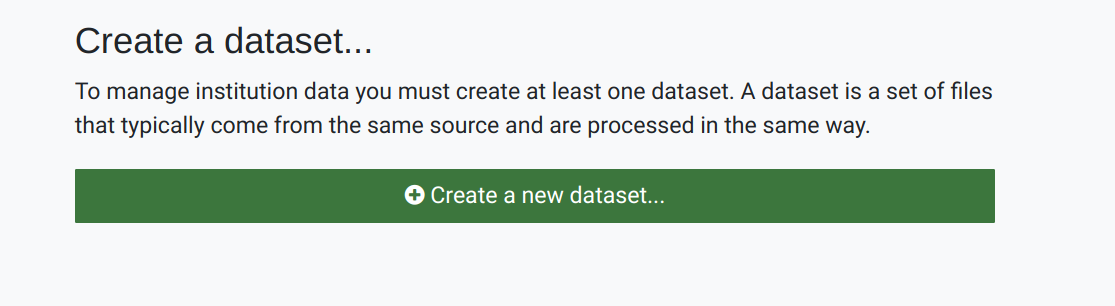 Create a dataset...
To manage institution data you must create at least one dataset. A dataset is a set of files
that typically come from the same source and are processed in the same way.
Create a new dataset...